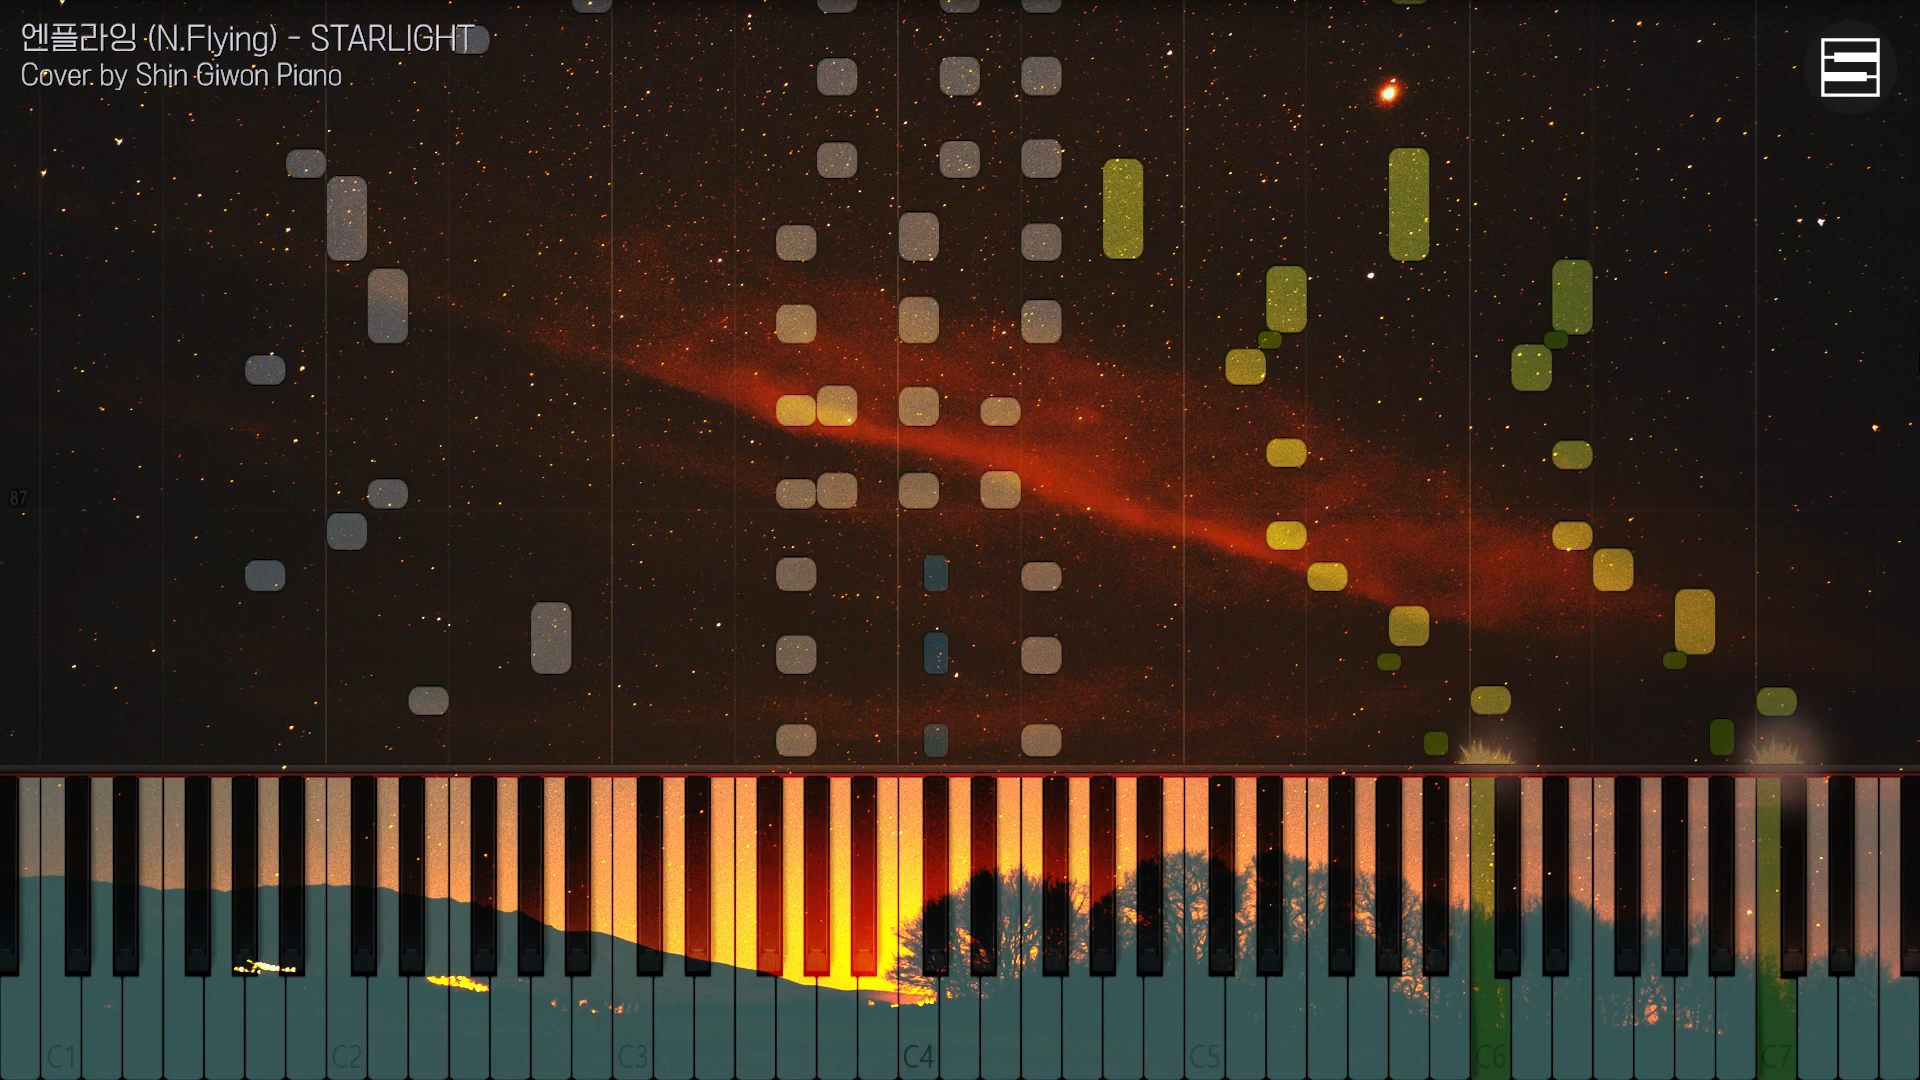 엔플라잉 (N.Flying) - STARLIGHT
Cover by Shin Giwon Piano
87
C1 C2 C3 C4 C5 C6 C7